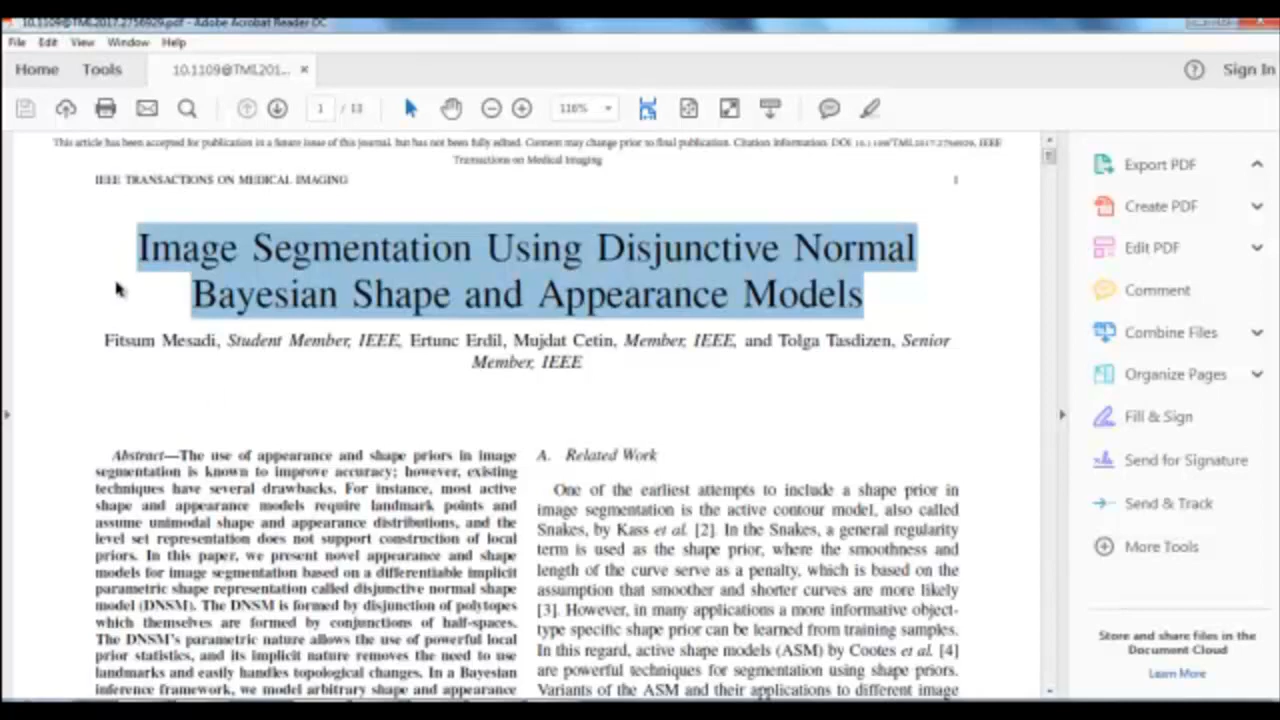 10.1109@TMI.2017.2756929.pdf - Adobe Acrobat Reader DC
File Edit View Window Help
Home Tools 10.1109@TMI.201... ×
Sign In
1 / 13
116%
This article has been accepted for publication in a future issue of this journal, but has not been fully edited. Content may change prior to final publication. Citation information: DOI 10.1109/TMI.2017.2756929, IEEE
Transactions on Medical Imaging
IEEE TRANSACTIONS ON MEDICAL IMAGING 1
Image Segmentation Using Disjunctive Normal
Bayesian Shape and Appearance Models
Fitsum Mesadi, Student Member, IEEE, Ertunc Erdil, Mujdat Cetin, Member, IEEE, and Tolga Tasdizen, Senior
Member, IEEE
Abstract—The use of appearance and shape priors in image
segmentation is known to improve accuracy; however, existing
techniques have several drawbacks. For instance, most active
shape and appearance models require landmark points and
assume unimodal shape and appearance distributions, and the
level set representation does not support construction of local
priors. In this paper, we present novel appearance and shape
models for image segmentation based on a differentiable implicit
parametric shape representation called disjunctive normal shape
model (DNSM). The DNSM is formed by disjunction of polytopes
which themselves are formed by conjunctions of half-spaces.
The DNSM's parametric nature allows the use of powerful local
prior statistics, and its implicit nature removes the need to use
landmarks and easily handles topological changes. In a Bayesian
inference framework, we model arbitrary shape and appearance
A. Related Work
One of the earliest attempts to include a shape prior in
image segmentation is the active contour model, also called
Snakes, by Kass et al. [2]. In the Snakes, a general regularity
term is used as the shape prior, where the smoothness and
length of the curve serve as a penalty, which is based on the
assumption that smoother and shorter curves are more likely
[3]. However, in many applications a more informative object-
type specific shape prior can be learned from training samples.
In this regard, active shape models (ASM) by Cootes et al. [4]
are powerful techniques for segmentation using shape priors.
Variants of the ASM and their applications to different image
Export PDF
Create PDF
Edit PDF
Comment
Combine Files
Organize Pages
Fill & Sign
Send for Signature
Send & Track
More Tools
Store and share files in the
Document Cloud
Learn More